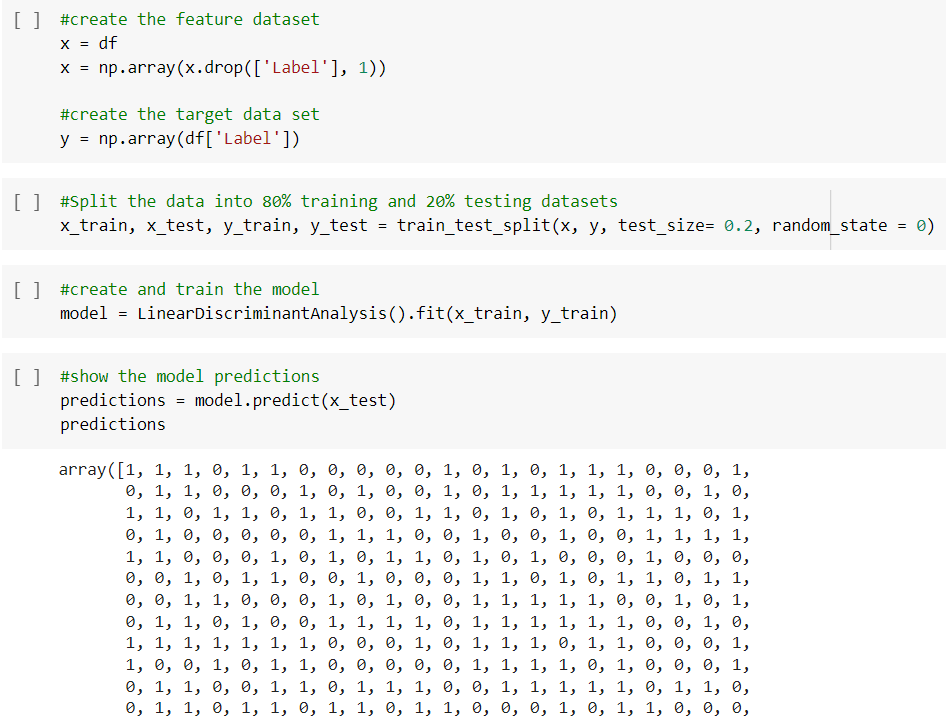 [ ] #create the feature dataset
x = df
x = np.array(x.drop(['Label'], 1))
#create the target data set
y = np.array(df['Label'])
[ ] #Split the data into 80% training and 20% testing datasets
x_train, x_test, y_train, y_test = train_test_split(x, y, test_size= 0.2, random_state = 0)
[ ] #create and train the model
model = LinearDiscriminantAnalysis().fit(x_train, y_train)
[ ] #show the model predictions
predictions = model.predict(x_test)
predictions
array([1, 1, 1, 0, 1, 1, 0, 0, 0, 0, 0, 1, 0, 1, 0, 1, 1, 1, 0, 0, 0, 1,
0, 1, 1, 0, 0, 0, 1, 0, 1, 0, 0, 1, 0, 1, 1, 1, 1, 1, 0, 0, 1, 0,
1, 1, 0, 1, 1, 0, 1, 1, 0, 0, 1, 1, 0, 1, 0, 1, 0, 1, 1, 1, 0, 1,
0, 1, 0, 0, 0, 0, 0, 1, 1, 1, 0, 0, 1, 0, 0, 1, 0, 0, 1, 1, 1, 1,
1, 1, 0, 0, 0, 1, 0, 1, 0, 1, 1, 0, 1, 0, 1, 0, 0, 0, 1, 0, 0, 0,
0, 0, 1, 0, 1, 1, 0, 0, 1, 0, 0, 0, 1, 1, 0, 1, 0, 1, 1, 0, 1, 1,
0, 0, 1, 1, 0, 0, 0, 1, 0, 1, 0, 0, 1, 1, 1, 1, 1, 0, 0, 1, 0, 1,
0, 1, 1, 0, 1, 0, 0, 1, 1, 1, 1, 0, 1, 1, 1, 1, 1, 1, 0, 0, 1, 0,
1, 1, 1, 1, 1, 1, 1, 0, 0, 0, 1, 0, 1, 1, 1, 0, 1, 1, 0, 0, 0, 1,
1, 0, 0, 1, 0, 1, 1, 0, 0, 0, 0, 0, 1, 1, 1, 1, 0, 1, 0, 0, 0, 1,
0, 1, 1, 0, 0, 1, 1, 0, 1, 1, 1, 0, 0, 1, 1, 1, 1, 1, 0, 1, 1, 0,
0, 1, 1, 0, 1, 1, 0, 1, 1, 0, 1, 1, 0, 0, 0, 1, 0, 1, 1, 0, 0, 0,